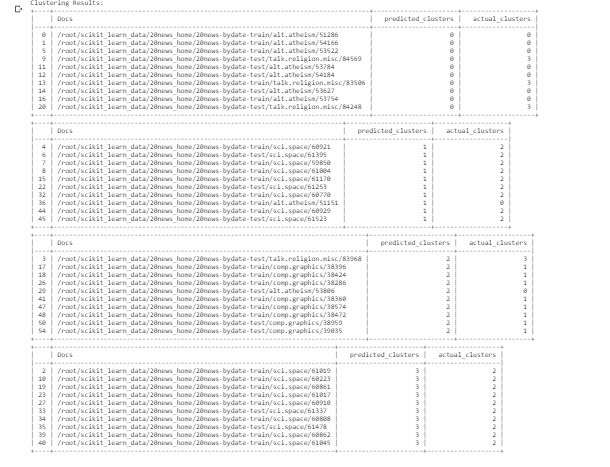 Clustering Results:
Docs predicted_clusters actual_clusters
0 /root/scikit_learn_data/20news_home/20news-bydate-train/alt.atheism/51286 0 0
1 /root/scikit_learn_data/20news_home/20news-bydate-train/alt.atheism/54166 0 0
5 /root/scikit_learn_data/20news_home/20news-bydate-test/alt.atheism/53522 0 0
9 /root/scikit_learn_data/20news_home/20news-bydate-test/talk.religion.misc/84569 0 3
11 /root/scikit_learn_data/20news_home/20news-bydate-train/alt.atheism/53784 0 0
12 /root/scikit_learn_data/20news_home/20news-bydate-train/alt.atheism/54184 0 0
13 /root/scikit_learn_data/20news_home/20news-bydate-train/talk.religion.misc/83506 0 3
14 /root/scikit_learn_data/20news_home/20news-bydate-test/alt.atheism/53627 0 0
16 /root/scikit_learn_data/20news_home/20news-bydate-train/alt.atheism/53754 0 0
20 /root/scikit_learn_data/20news_home/20news-bydate-test/talk.religion.misc/84248 0 3
Docs predicted_clusters actual_clusters
4 /root/scikit_learn_data/20news_home/20news-bydate-train/sci.space/60921 1 2
6 /root/scikit_learn_data/20news_home/20news-bydate-test/sci.space/61395 1 2
7 /root/scikit_learn_data/20news_home/20news-bydate-test/sci.space/59850 1 2
8 /root/scikit_learn_data/20news_home/20news-bydate-train/sci.space/61004 1 2
15 /root/scikit_learn_data/20news_home/20news-bydate-train/sci.space/61170 1 2
22 /root/scikit_learn_data/20news_home/20news-bydate-test/sci.space/61253 1 2
32 /root/scikit_learn_data/20news_home/20news-bydate-train/sci.space/60770 1 2
36 /root/scikit_learn_data/20news_home/20news-bydate-train/alt.atheism/51151 1 0
44 /root/scikit_learn_data/20news_home/20news-bydate-train/sci.space/60929 1 2
45 /root/scikit_learn_data/20news_home/20news-bydate-test/sci.space/61523 1 2
Docs predicted_clusters actual_clusters
3 /root/scikit_learn_data/20news_home/20news-bydate-test/talk.religion.misc/83968 2 3
17 /root/scikit_learn_data/20news_home/20news-bydate-train/comp.graphics/38396 2 1
18 /root/scikit_learn_data/20news_home/20news-bydate-train/comp.graphics/38424 2 1
26 /root/scikit_learn_data/20news_home/20news-bydate-train/comp.graphics/38286 2 1
29 /root/scikit_learn_data/20news_home/20news-bydate-test/alt.atheism/53806 2 0
41 /root/scikit_learn_data/20news_home/20news-bydate-train/comp.graphics/38360 2 1
47 /root/scikit_learn_data/20news_home/20news-bydate-train/comp.graphics/38574 2 1
48 /root/scikit_learn_data/20news_home/20news-bydate-train/comp.graphics/38472 2 1
50 /root/scikit_learn_data/20news_home/20news-bydate-test/comp.graphics/38959 2 1
54 /root/scikit_learn_data/20news_home/20news-bydate-train/comp.graphics/39035 2 1
Docs predicted_clusters actual_clusters
2 /root/scikit_learn_data/20news_home/20news-bydate-train/sci.space/61019 3 2
10 /root/scikit_learn_data/20news_home/20news-bydate-train/sci.space/60223 3 2
19 /root/scikit_learn_data/20news_home/20news-bydate-train/sci.space/60861 3 2
23 /root/scikit_learn_data/20news_home/20news-bydate-train/sci.space/61017 3 2
27 /root/scikit_learn_data/20news_home/20news-bydate-train/sci.space/60910 3 2
33 /root/scikit_learn_data/20news_home/20news-bydate-test/sci.space/61337 3 2
34 /root/scikit_learn_data/20news_home/20news-bydate-train/sci.space/60808 3 2
35 /root/scikit_learn_data/20news_home/20news-bydate-test/sci.space/61478 3 2
39 /root/scikit_learn_data/20news_home/20news-bydate-train/sci.space/60862 3 2
40 /root/scikit_learn_data/20news_home/20news-bydate-train/sci.space/61045 3 2